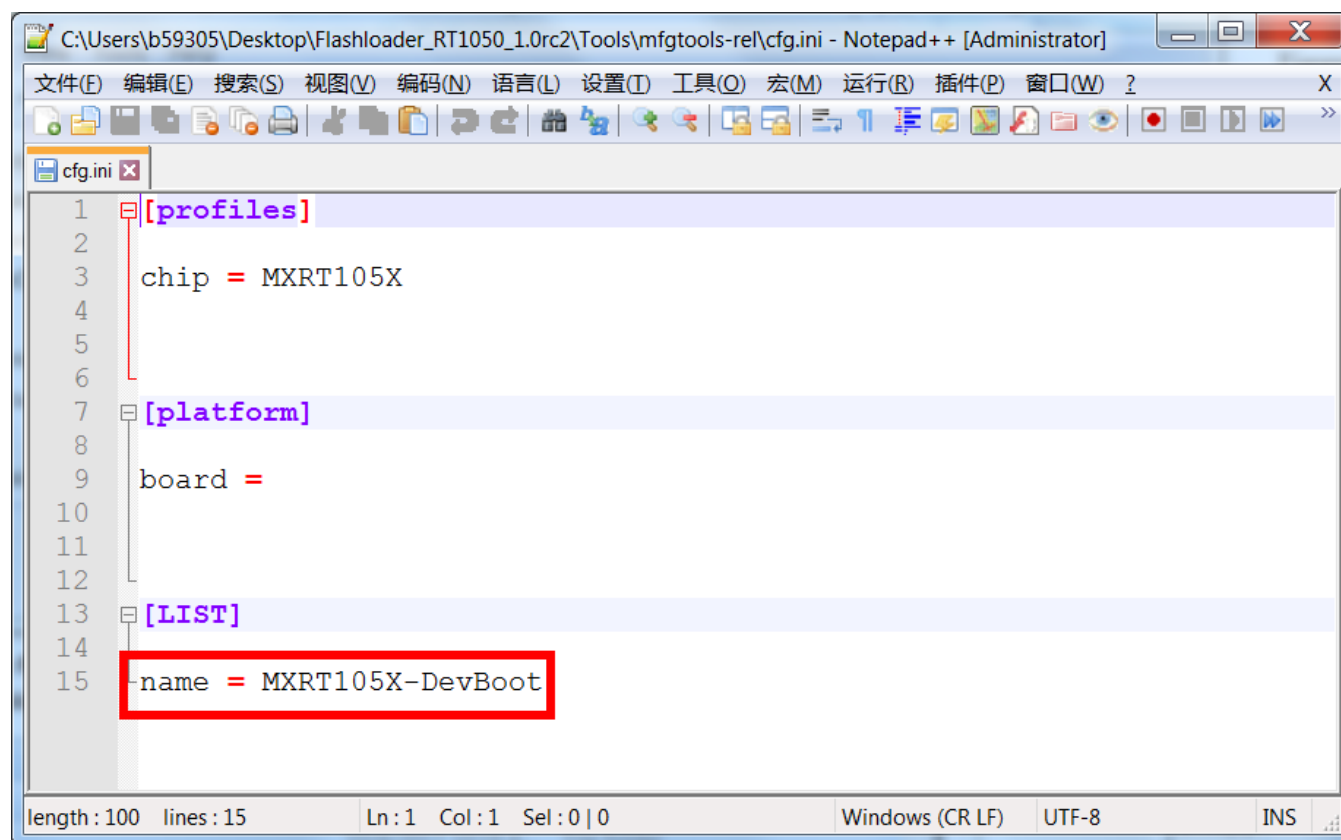 C:\Users\b59305\Desktop\Flashloader_RT1050_1.0rc2\Tools\mfgtools-rel\cfg.ini - Notepad++ [Administrator]
文件(F) 编辑(E) 搜索(S) 视图(V) 编码(N) 语言(L) 设置(T) 工具(O) 宏(M) 运行(R) 插件(P) 窗口(W) ? X
cfg.ini
1 [profiles]
2
3 chip = MXRT105X
4
5
6
7 [platform]
8
9 board =
10
11
12
13 [LIST]
14
15 name = MXRT105X-DevBoot
length : 100 lines : 15 Ln : 1 Col : 1 Sel : 0 | 0 Windows (CR LF) UTF-8 INS